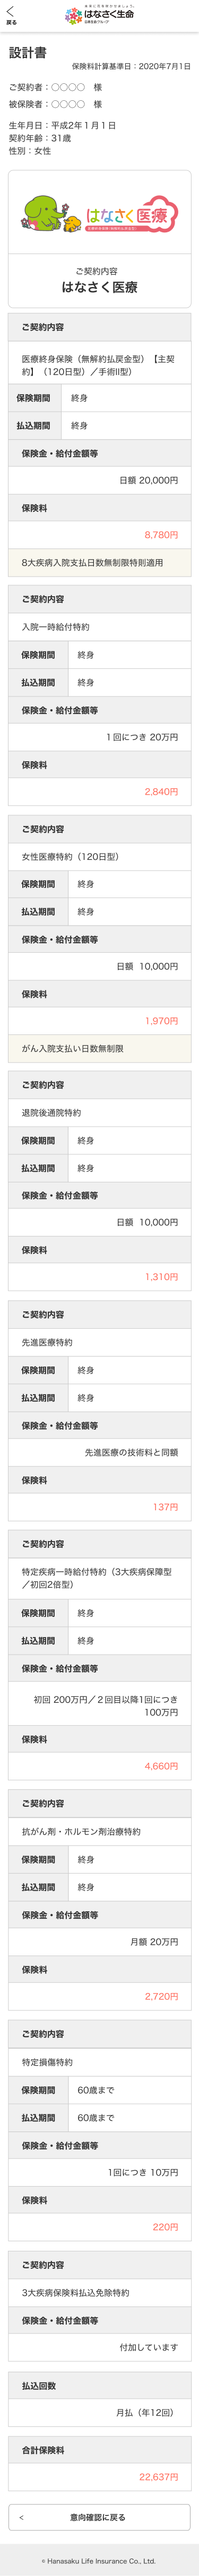 戻る
未来に花を咲かせましょう。
はなさく生命
日本生命グループ
設計書
保険料計算基準日：2020年7月1日
ご契約者：〇〇〇〇　様
被保険者：〇〇〇〇　様
生年月日：平成2年１月１日
契約年齢：31歳
性別：女性
はなさく医療
ご契約内容
はなさく医療
ご契約内容
医療終身保険（無解約払戻金型）【主契
約】（120日型）／手術Ⅱ型）
保険期間　終身
払込期間　終身
保険金・給付金額等
日額 20,000円
保険料
8,780円
8大疾病入院支払日数無制限特則適用
ご契約内容
入院一時給付特約
保険期間　終身
払込期間　終身
保険金・給付金額等
１回につき 20万円
保険料
2,840円
ご契約内容
女性医療特約（120日型）
保険期間　終身
払込期間　終身
保険金・給付金額等
日額 10,000円
保険料
1,970円
がん入院支払い日数無制限
ご契約内容
退院後通院特約
保険期間　終身
払込期間　終身
保険金・給付金額等
日額 10,000円
保険料
1,310円
ご契約内容
先進医療特約
保険期間　終身
払込期間　終身
保険金・給付金額等
先進医療の技術料と同額
保険料
137円
ご契約内容
特定疾病一時給付特約（3大疾病保障型
／初回2倍型）
保険期間　終身
払込期間　終身
保険金・給付金額等
初回 200万円／２回目以降1回につき
100万円
保険料
4,660円
ご契約内容
抗がん剤・ホルモン剤治療特約
保険期間　終身
払込期間　終身
保険金・給付金額等
月額 20万円
保険料
2,720円
ご契約内容
特定損傷特約
保険期間　60歳まで
払込期間　60歳まで
保険金・給付金額等
1回につき 10万円
保険料
220円
ご契約内容
3大疾病保険料払込免除特約
保険金・給付金額等
付加しています
払込回数
月払（年12回）
合計保険料
22,637円
＜　意向確認に戻る
© Hanasaku Life Insurance Co., Ltd.